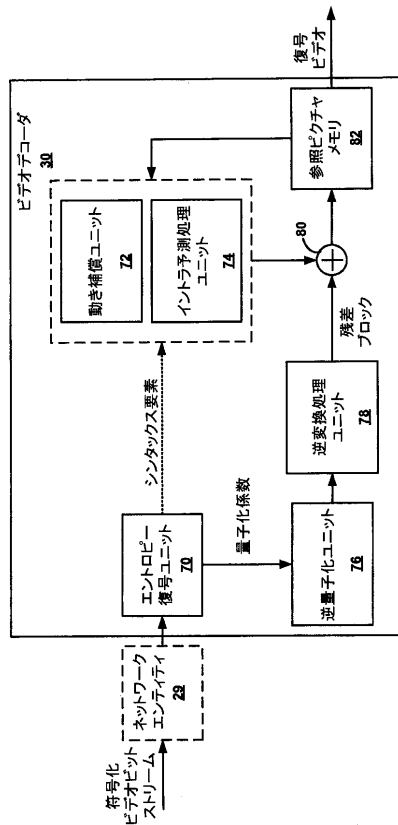 ビデオデコーダ
30
符号化
ビデオビット
ストリーム
ネットワーク
エンティティ
29
エントロピー
復号ユニット
70
シンタックス要素
量子化係数
動き補償ユニット
72
イントラ予測処理
ユニット
74
逆量子化ユニット
76
逆変換処理
ユニット
78
残差
ブロック
80
参照ピクチャ
メモリ
82
復号
ビデオ